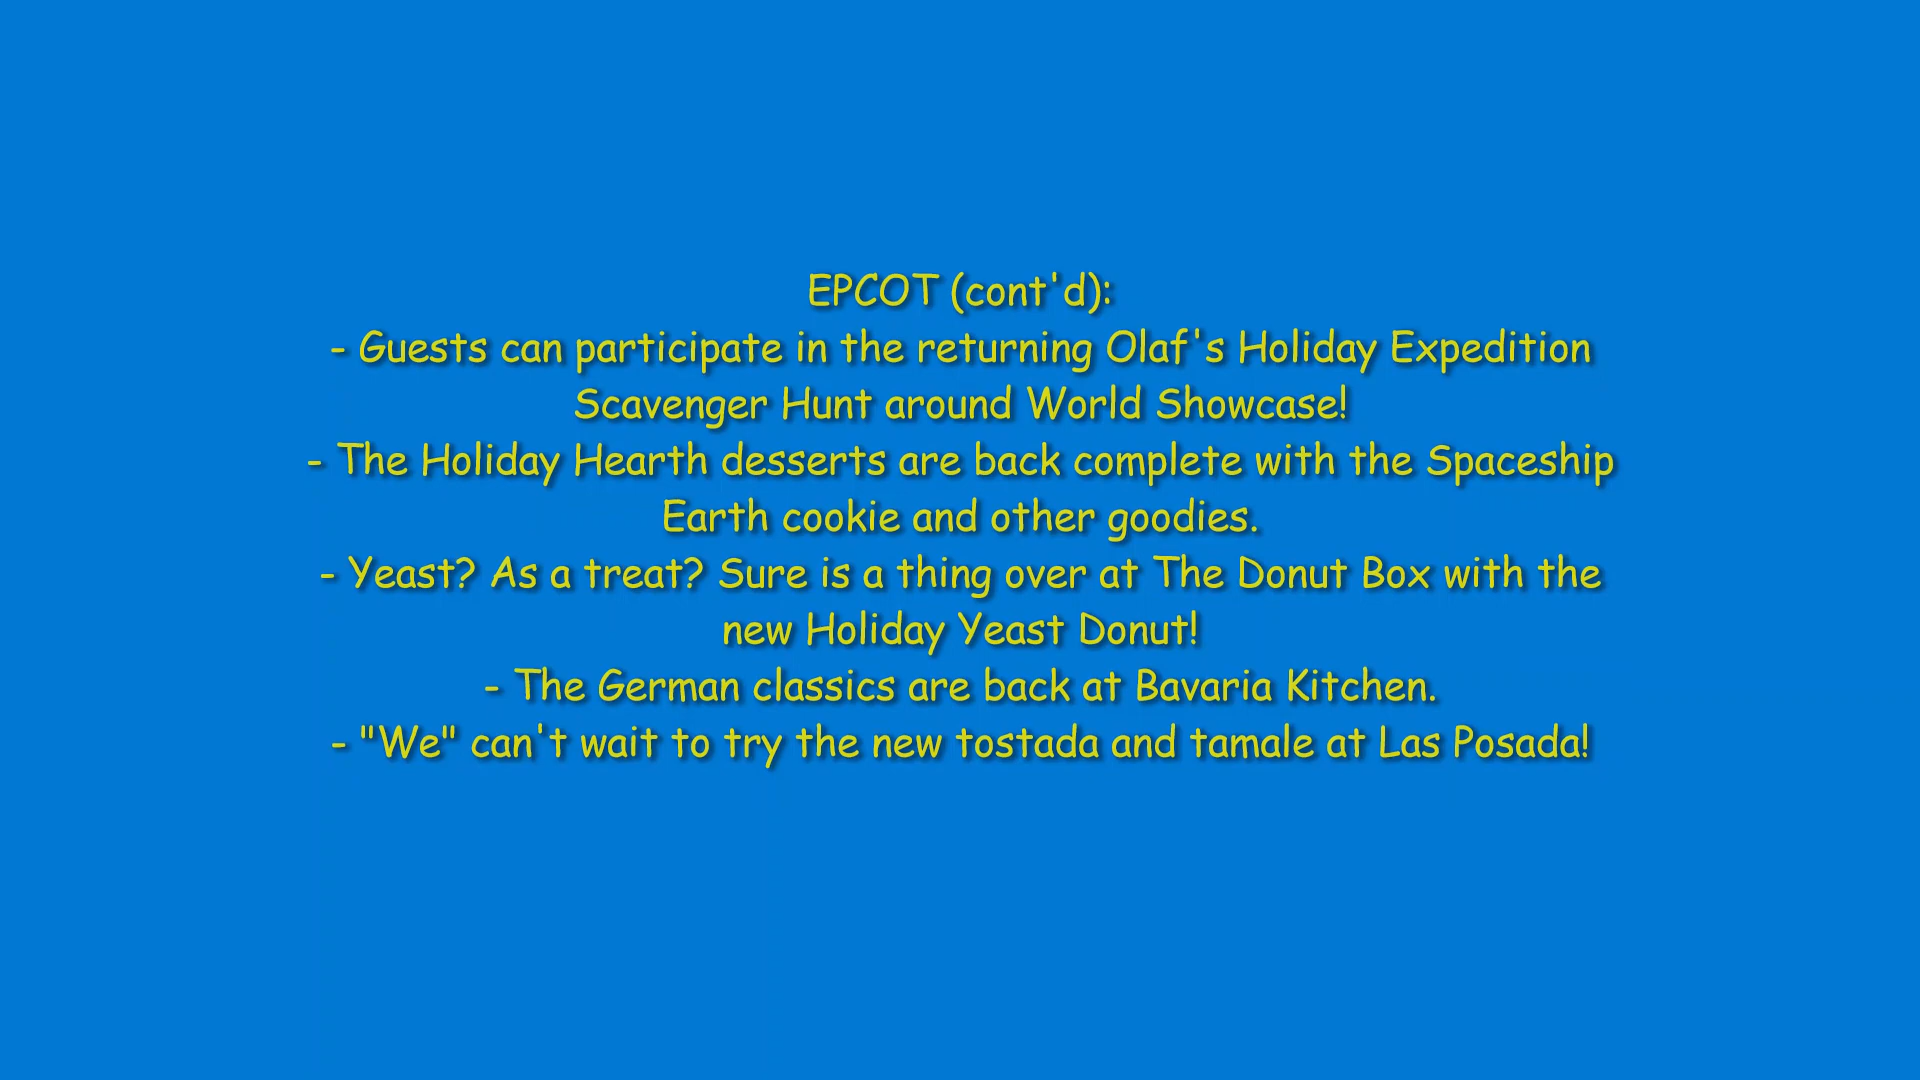 EPCOT (cont'd):
- Guests can participate in the returning Olaf's Holiday Expedition
Scavenger Hunt around World Showcase!
- The Holiday Hearth desserts are back complete with the Spaceship
Earth cookie and other goodies.
- Yeast? As a treat? Sure is a thing over at The Donut Box with the
new Holiday Yeast Donut!
- The German classics are back at Bavaria Kitchen.
- "We" can't wait to try the new tostada and tamale at Las Posada!